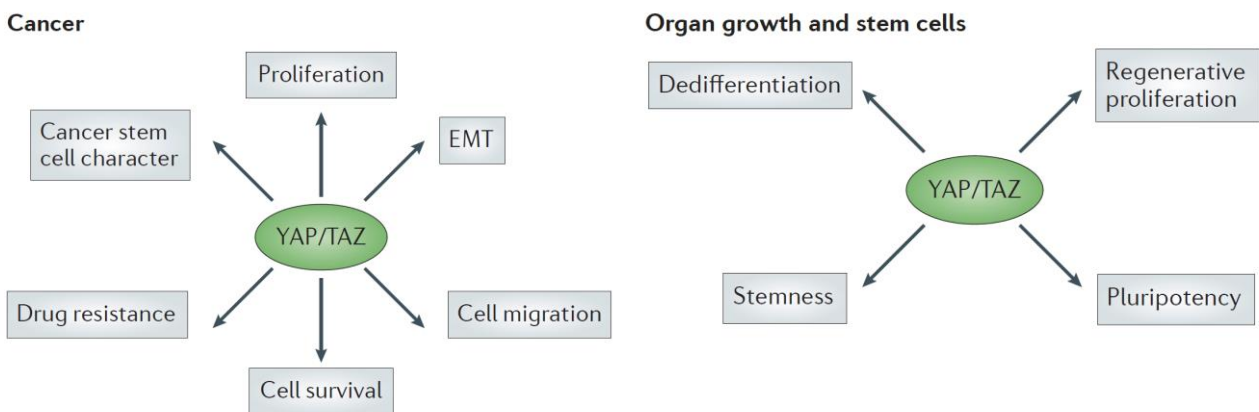 Cancer
Proliferation
Cancer stem
cell character
EMT
YAP/TAZ
Drug resistance
Cell migration
Cell survival
Organ growth and stem cells
Dedifferentiation
Regenerative
proliferation
YAP/TAZ
Stemness
Pluripotency